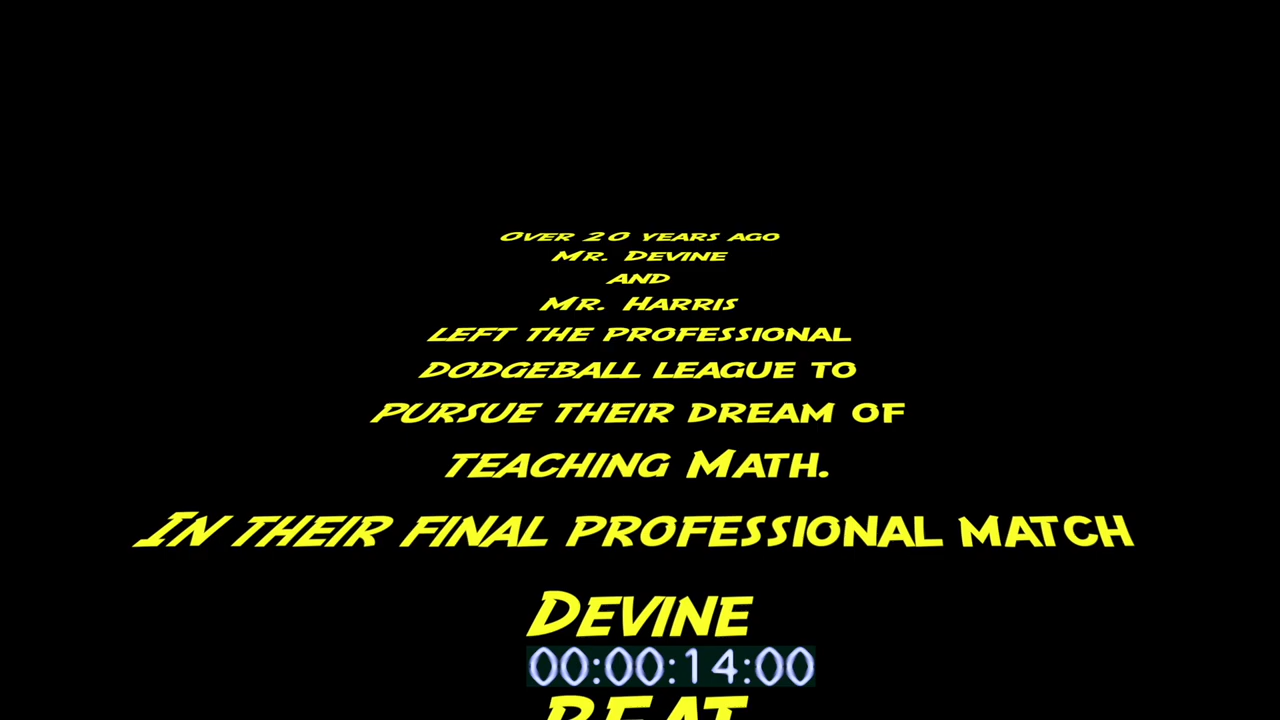 Over 20 years ago
Mr. Devine
and
Mr. Harris
left the professional
dodgeball league to
pursue their dream of
teaching Math.
In their final professional match
Devine
00:00:14:00
beat